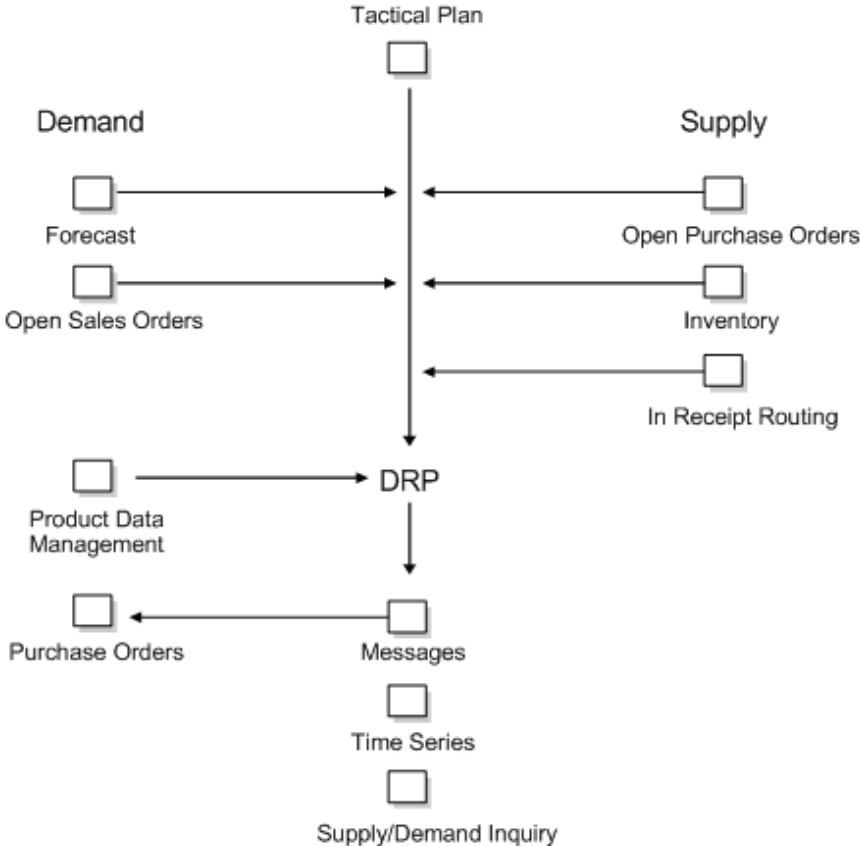 Tactical Plan
Demand
Supply
Forecast
Open Purchase Orders
Open Sales Orders
Inventory
In Receipt Routing
DRP
Product Data
Management
Purchase Orders
Messages
Time Series
Supply/Demand Inquiry